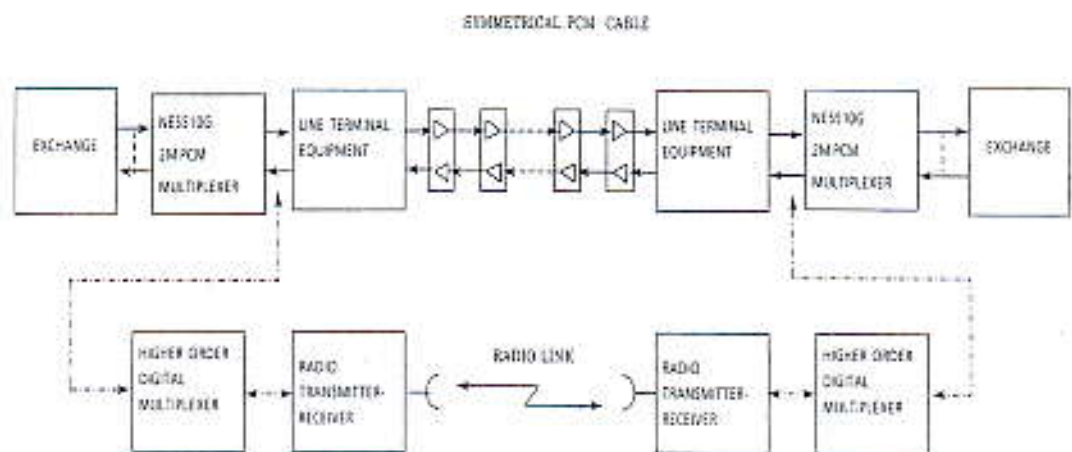 SYMMETRICAL PCM CABLE
EXCHANGE
NE5510G
2M PCM
MULTIPLEXER
LINE TERMINAL
EQUIPMENT
LINE TERMINAL
EQUIPMENT
NE5510G
2M PCM
MULTIPLEXER
EXCHANGE
HIGHER ORDER
DIGITAL
MULTIPLEXER
RADIO
TRANSMITTER-
RECEIVER
RADIO LINK
RADIO
TRANSMITTER-
RECEIVER
HIGHER ORDER
DIGITAL
MULTIPLEXER